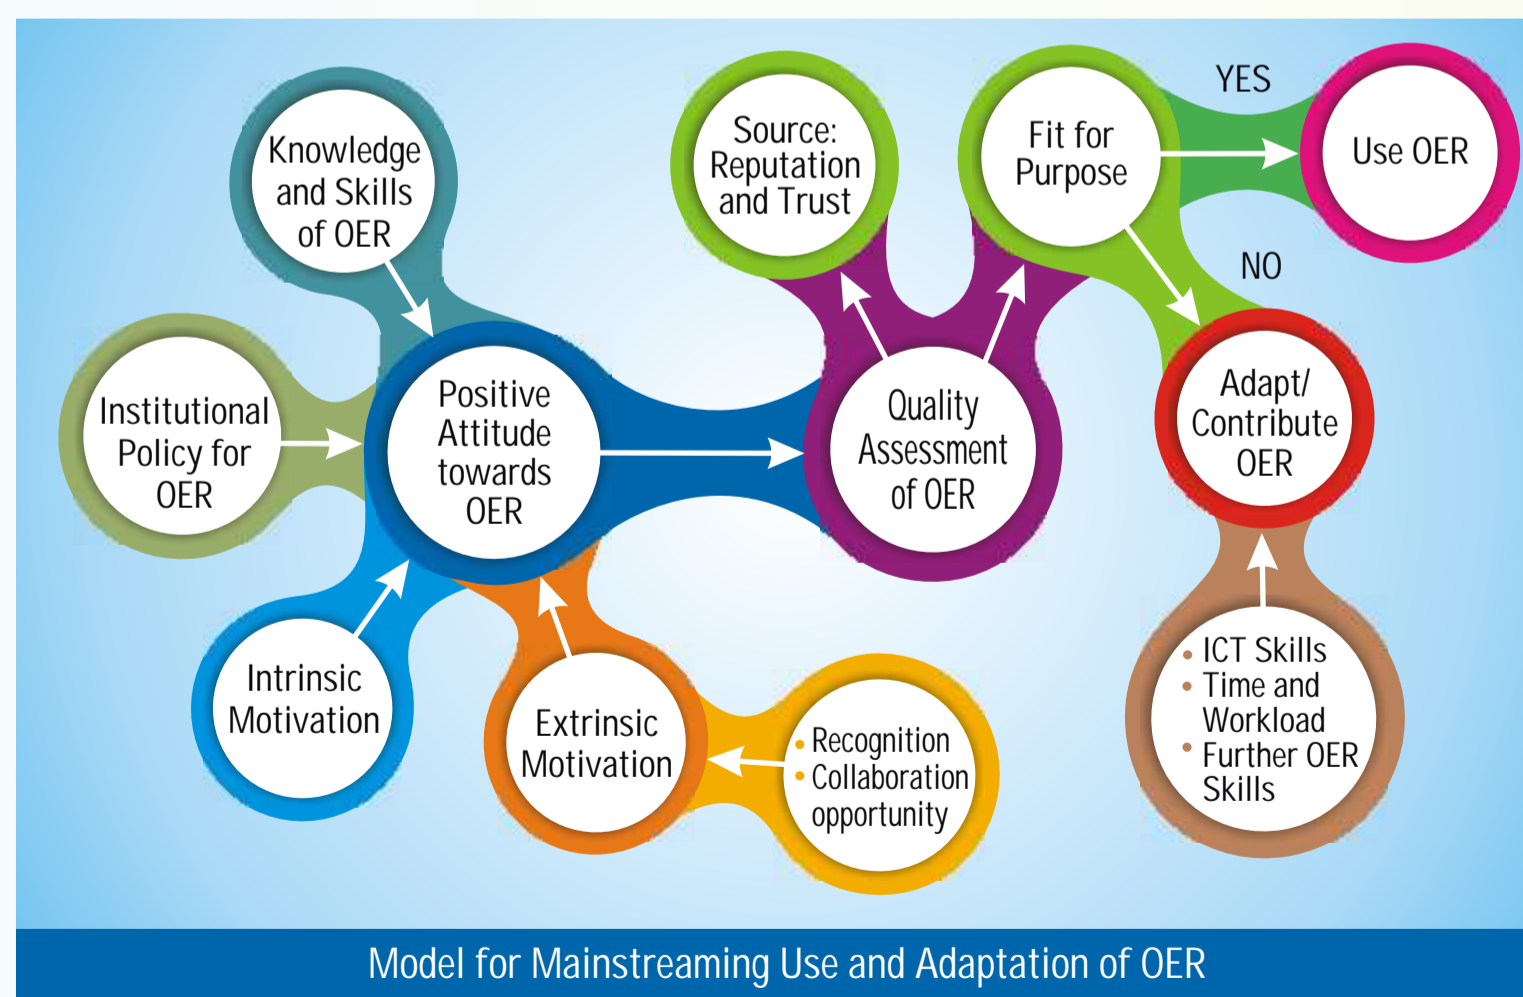 Knowledge
and Skills
of OER
Institutional
Policy for
OER
Intrinsic
Motivation
Positive
Attitude
towards
OER
Extrinsic
Motivation
• Recognition
• Collaboration
opportunity
Quality
Assessment
of OER
Source:
Reputation
and Trust
Fit for
Purpose
YES
Use OER
NO
Adapt/
Contribute
OER
• ICT Skills
• Time and
Workload
• Further OER
Skills
Model for Mainstreaming Use and Adaptation of OER